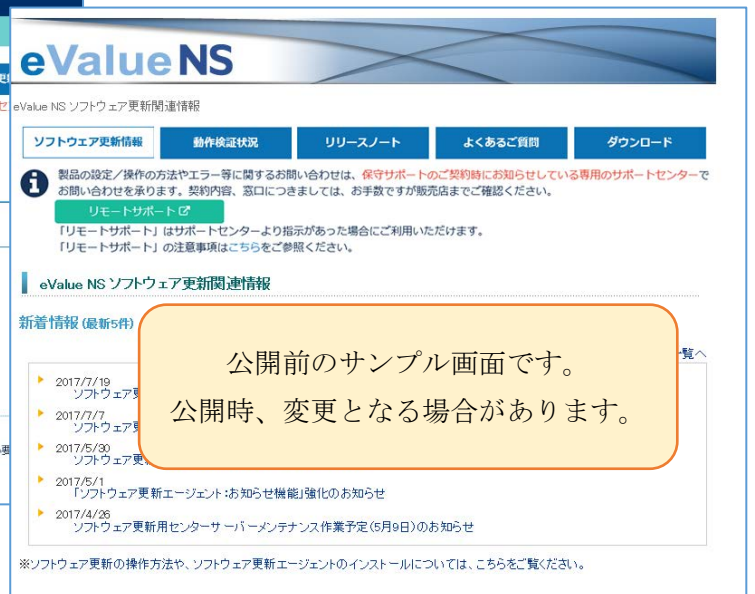 eValue NS
eValue NS ソフトウェア更新関連情報
ソフトウェア更新情報
動作検証状況
リリースノート
よくあるご質問
ダウンロード
製品の設定/操作の方法やエラー等に関するお問い合わせは、保守サポートのご契約時にお知らせしている専用のサポートセンターで
お問い合わせを承ります。契約内容、窓口につきましては、お手数ですが販売店までご確認ください。
リモートサポート
「リモートサポート」はサポートセンターより指示があった場合にご利用いただけます。
「リモートサポート」の注意事項はこちらをご参照ください。
eValue NS ソフトウェア更新関連情報
新着情報 (最新5件)
覧へ
公開前のサンプル画面です。
公開時、変更となる場合があります。
2017/7/19
ソフトウェア更
2017/7/7
ソフトウェア更
2017/5/30
ソフトウェア更
2017/5/1
「ソフトウェア更新エージェント:お知らせ機能」強化のお知らせ
2017/4/26
ソフトウェア更新用センターサーバーメンテナンス作業予定(5月9日)のお知らせ
※ソフトウェア更新の操作方法や、ソフトウェア更新エージェントのインストールについては、こちらをご覧ください。